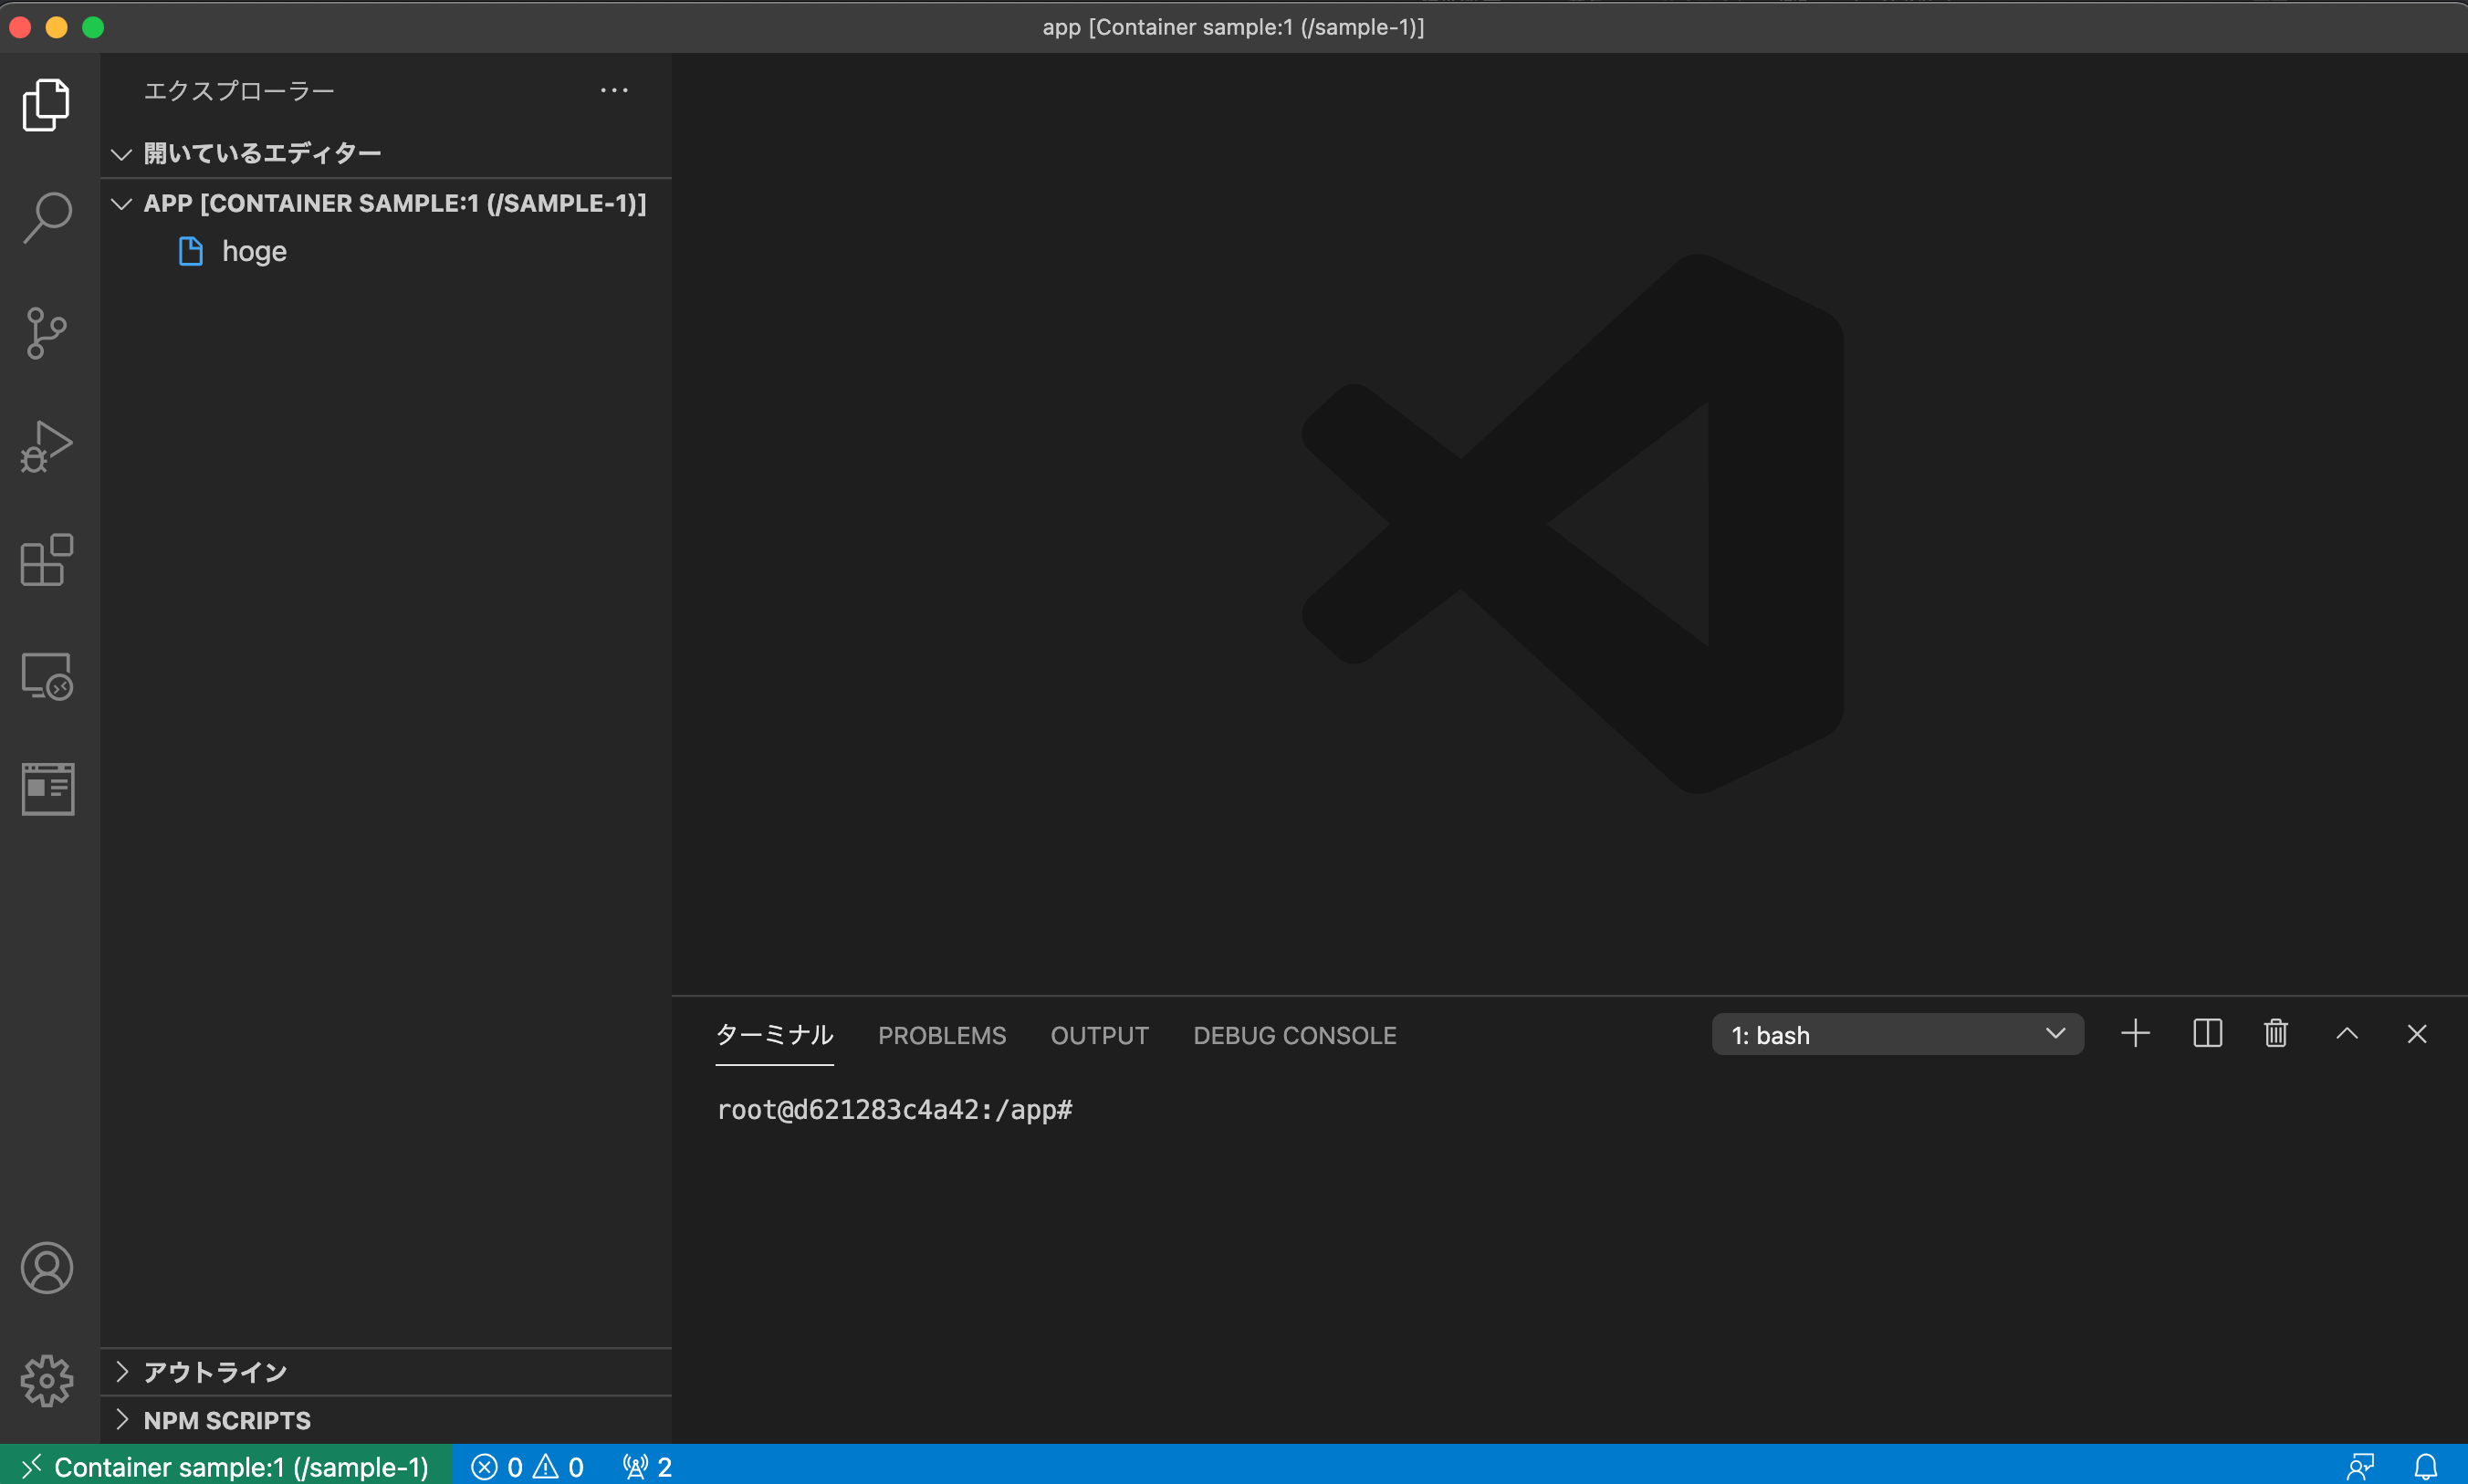 app [Container sample:1 (/sample-1)]
エクスプローラー
開いているエディター
APP [CONTAINER SAMPLE:1 (/SAMPLE-1)]
hoge
ターミナル PROBLEMS OUTPUT DEBUG CONSOLE 1: bash
root@d621283c4a42:/app#
アウトライン
NPM SCRIPTS
Container sample:1 (/sample-1) 0 0 2